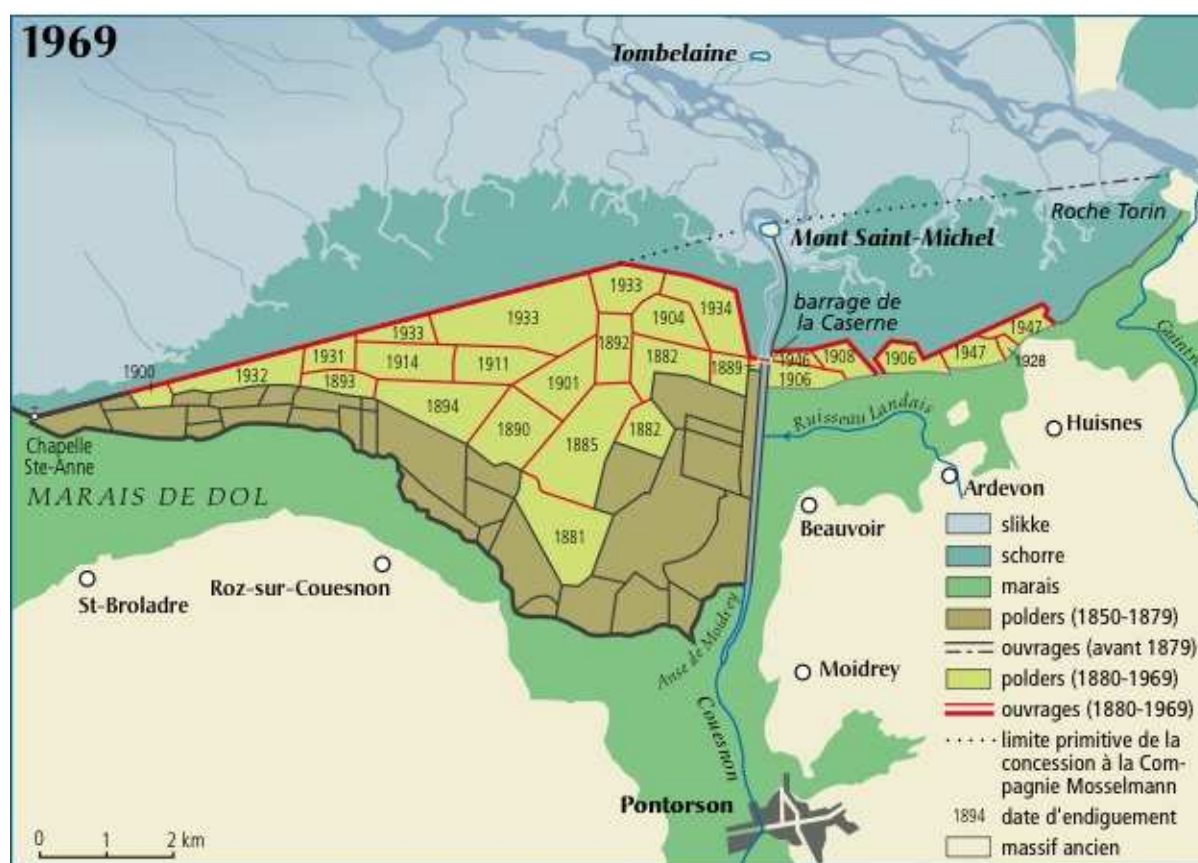 1969
Tombelaine
Roche Torin
Mont Saint-Michel
barrage de
la Caserne
1933
1934
1904
1933
1933
1892
1882
1947
1900
1931
1914
1911
1889
1946
1908
1906
1947
1928
1932
1893
1901
1906
1894
1890
1885
1882
1881
Chapelle
Ste-Anne
MARAIS DE DOL
Ruisseau Landais
Huisnes
Ardevon
Beauvoir
St-Broladre
Roz-sur-Couesnon
Anse de Moidrey
Moidrey
Couesnon
Pontorson
slikke
schorre
marais
polders (1850-1879)
ouvrages (avant 1879)
polders (1880-1969)
ouvrages (1880-1969)
limite primitive de la
concession à la Com-
pagnie Mosselmann
1894 date d'endiguement
massif ancien
0 1 2 km